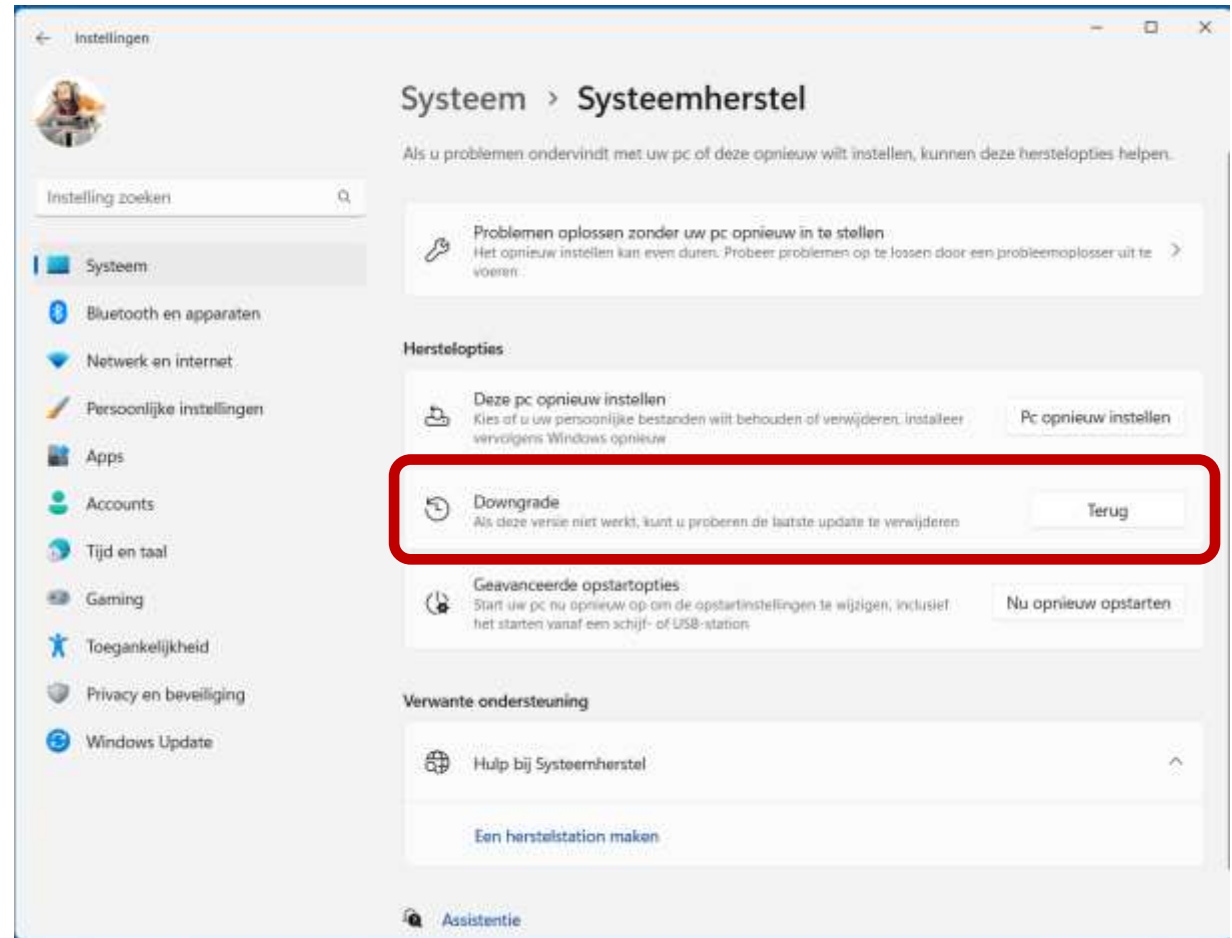 Instellingen
Systeem > Systeemherstel
Als u problemen ondervindt met uw pc of deze opnieuw wilt instellen, kunnen deze herstelopties helpen.
Instelling zoeken
Systeem
Bluetooth en apparaten
Netwerk en internet
Persoonlijke instellingen
Apps
Accounts
Tijd en taal
Gaming
Toegankelijkheid
Privacy en beveiliging
Windows Update
Problemen oplossen zonder uw pc opnieuw in te stellen
Het opnieuw instellen kan even duren. Probeer problemen op te lossen door een probleemoplosser uit te
voeren
Herstelopties
Deze pc opnieuw instellen
Kies of u uw persoonlijke bestanden wilt behouden of verwijderen, installeer
vervolgens Windows opnieuw
Pc opnieuw instellen
Downgrade
Als deze versie niet werkt, kunt u proberen de laatste update te verwijderen
Terug
Geavanceerde opstartopties
Start uw pc nu opnieuw op om de opstartinstellingen te wijzigen, inclusief
het starten vanaf een schijf- of USB-station
Nu opnieuw opstarten
Verwante ondersteuning
Hulp bij Systeemherstel
Een herstelstation maken
Assistentie